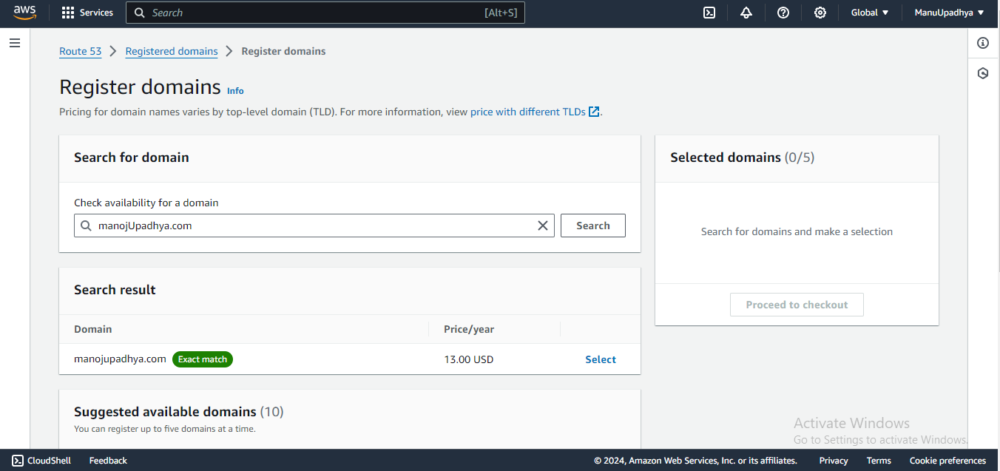 aws
Services
Search
[Alt+S]
Global
ManuUpadhya
Route 53
Registered domains
Register domains
Register domains Info
Pricing for domain names varies by top-level domain (TLD). For more information, view price with different TLDs.
Search for domain
Check availability for a domain
manojUpadhya.com
Search
Search result
Domain
Price/year
manojupadhya.com
Exact match
13.00 USD
Select
Suggested available domains (10)
You can register up to five domains at a time.
Selected domains (0/5)
Search for domains and make a selection
Proceed to checkout
Activate Windows
Go to Settings to activate Windows.
CloudShell
Feedback
© 2024, Amazon Web Services, Inc. or its affiliates.
Privacy
Terms
Cookie preferences